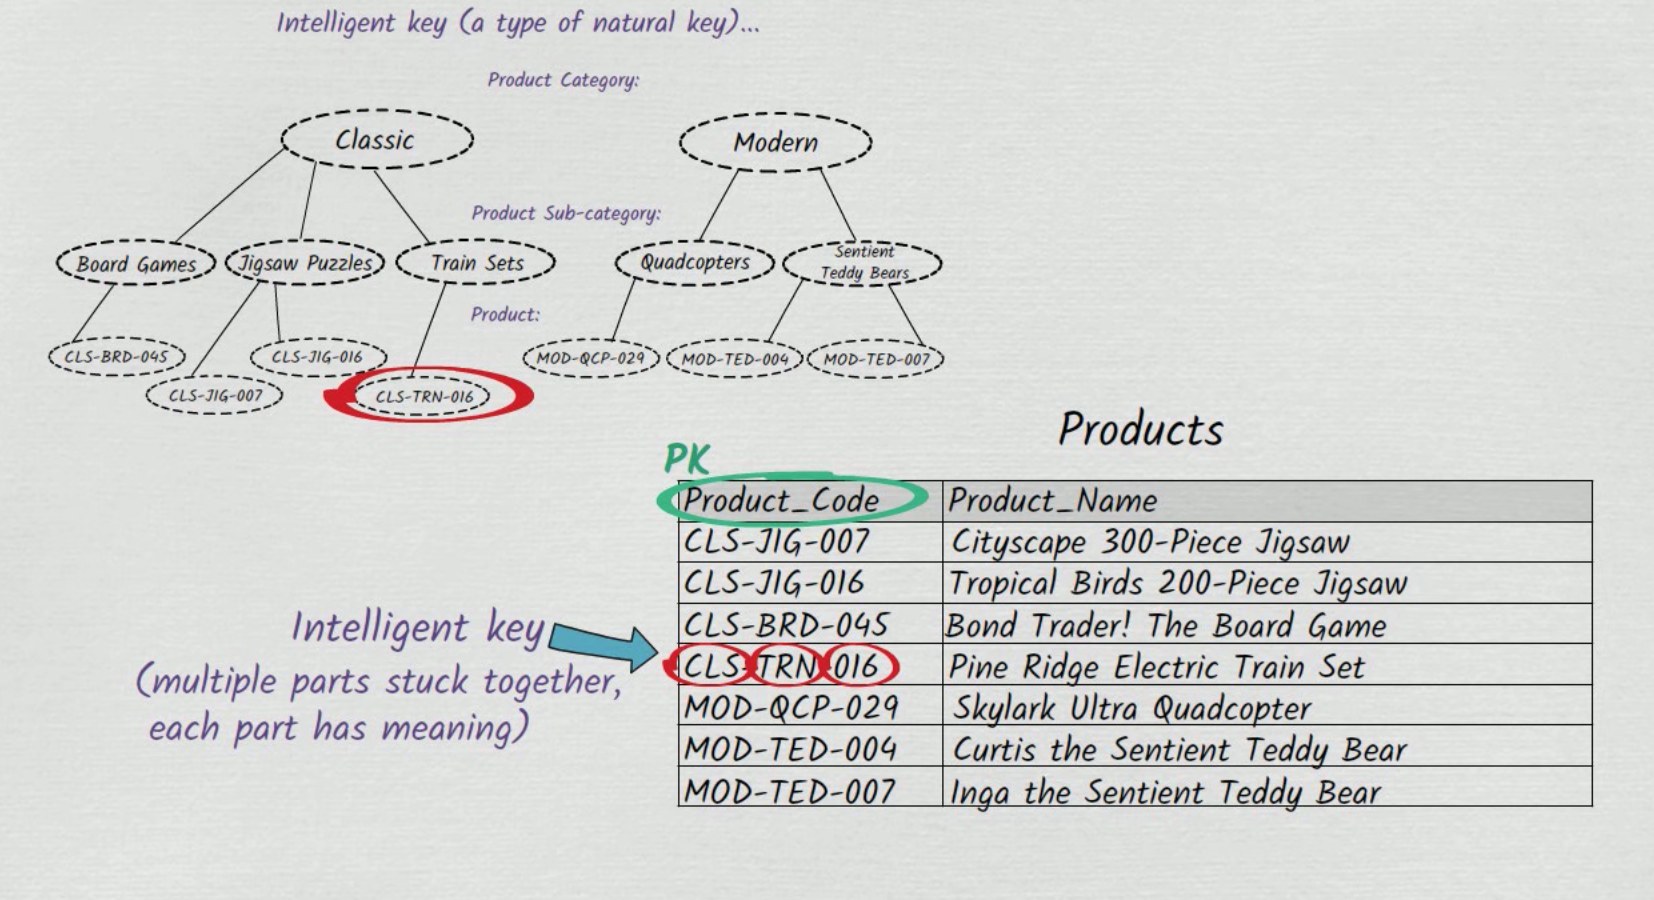 Intelligent key (a type of natural key)...
Product Category:
Classic
Modern
Product Sub-category:
Board Games
Jigsaw Puzzles
Train Sets
Quadcopters
Sentient
Teddy Bears
Product:
CLS-BRD-045
CLS-JIG-016
MOD-QCP-029
MOD-TED-004
MOD-TED-007
CLS-JIG-007
CLS-TRN-016
Products
PK
Product_Code Product_Name
CLS-JIG-007 Cityscape 300-Piece Jigsaw
CLS-JIG-016 Tropical Birds 200-Piece Jigsaw
CLS-BRD-045 Bond Trader! The Board Game
CLS-TRN-016 Pine Ridge Electric Train Set
MOD-QCP-029 Skylark Ultra Quadcopter
MOD-TED-004 Curtis the Sentient Teddy Bear
MOD-TED-007 Inga the Sentient Teddy Bear
Intelligent key
(multiple parts stuck together,
each part has meaning)